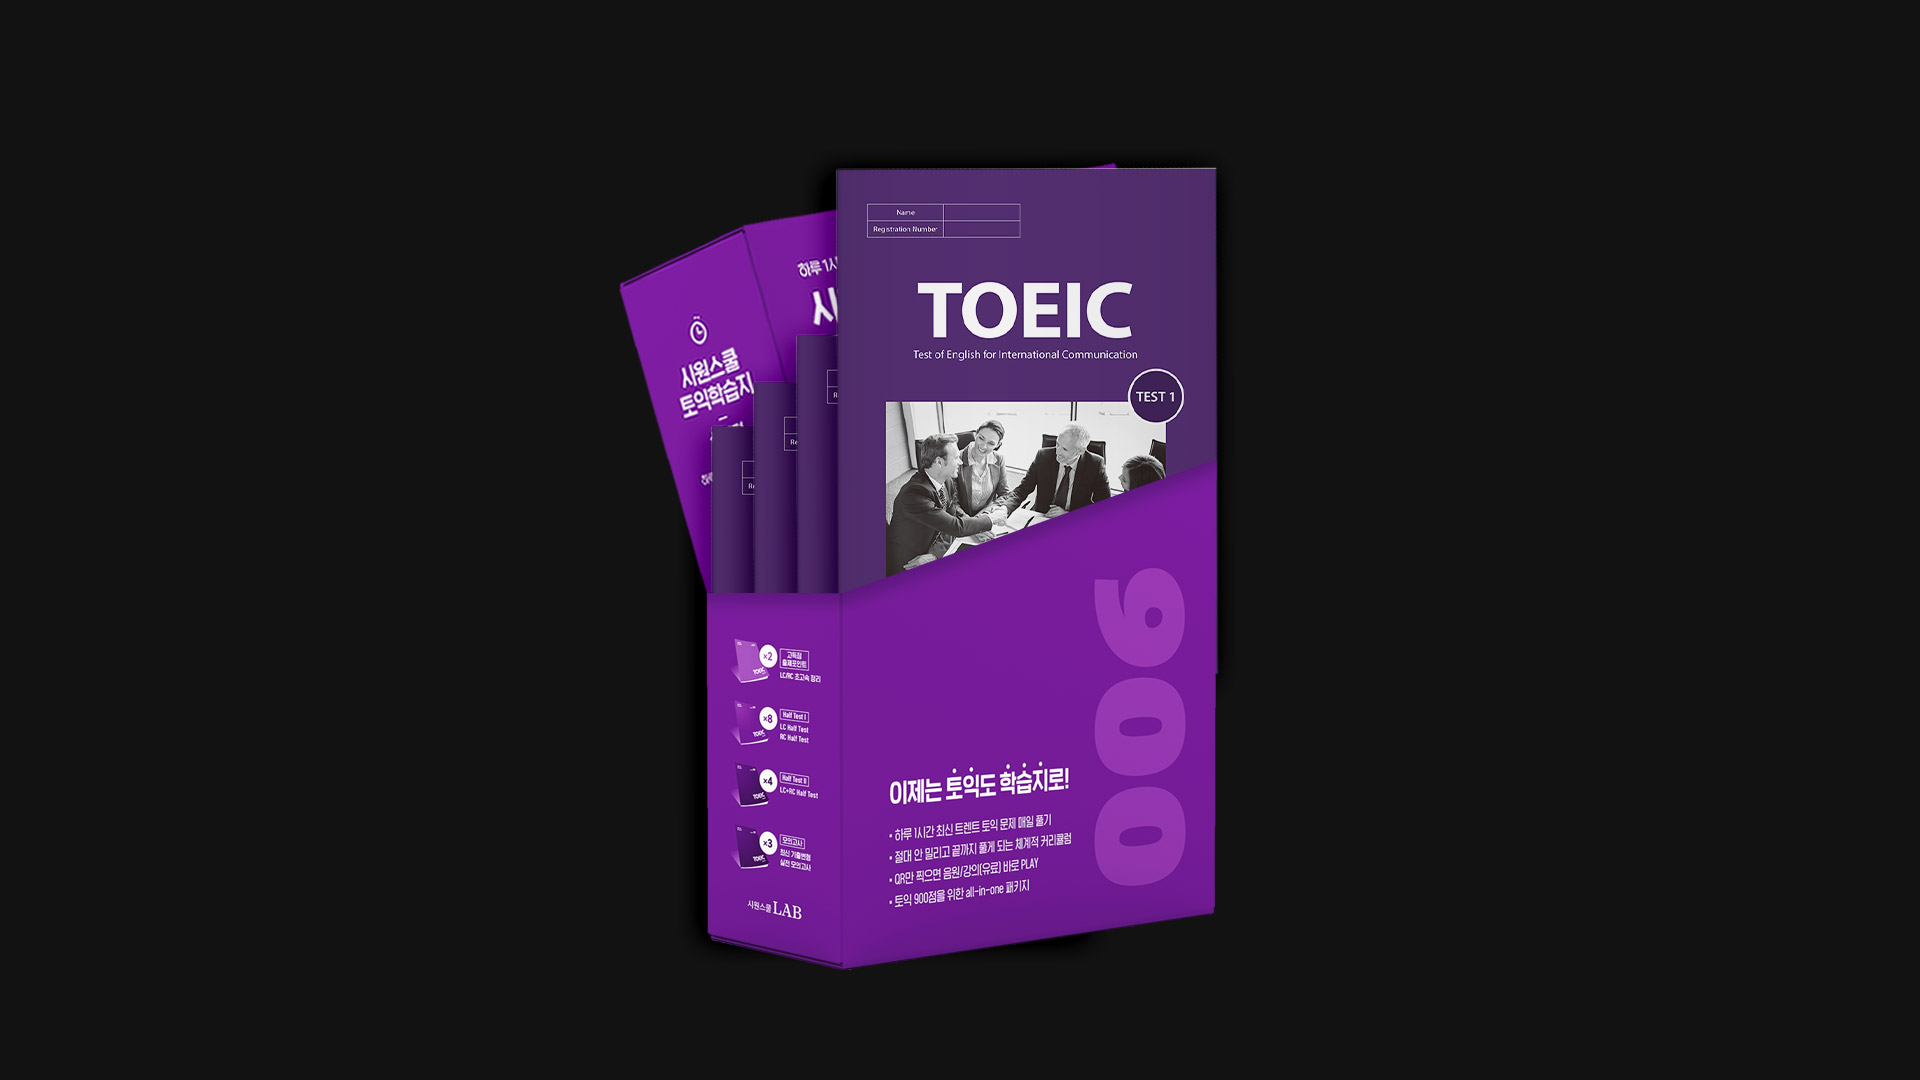 하루 1시
시
시원스쿨
토익학습지
Name
Registration Number
TOEIC
Test of English for International Communication
TEST 1
R
Re
Re
×2
고득점
출제포인트
LC/RC 초고속 정리
TOEIC
×8
Half Test I
LC Half Test
RC Half Test
TOEIC
×4
Half Test II
LC+RC Half Test
TOEIC
×3
모의고사
최신 기출변형
실전 모의고사
TOEIC
시원스쿨 LAB
900
이제는 토익도 학습지로!
• 하루 1시간 최신 트렌트 토익 문제 매일 풀기
• 절대 안 밀리고 끝까지 풀게 되는 체계적 커리큘럼
• QR만 찍으면 음원/강의(유료) 바로 PLAY
• 토익 900점을 위한 all-in-one 패키지